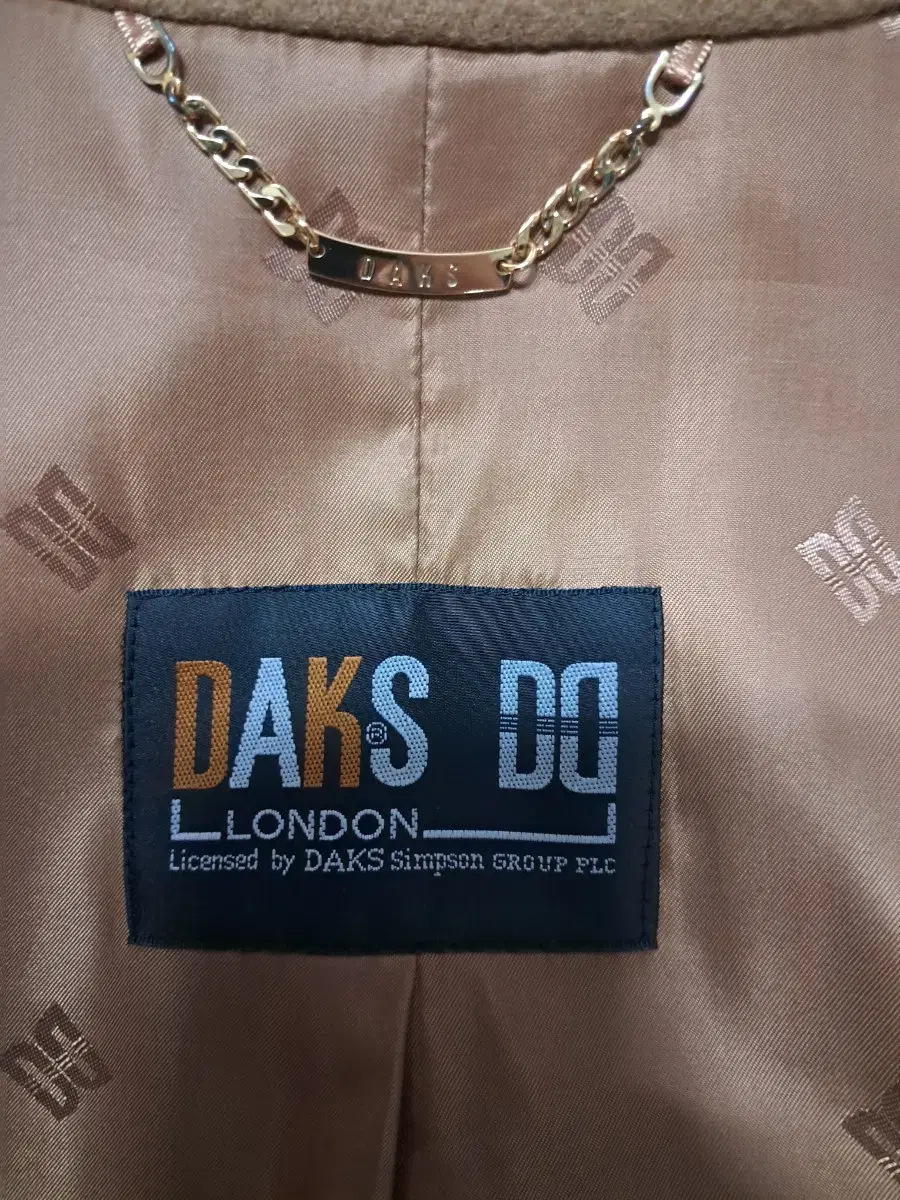 DAKS
DAKS® DD
LONDON
Licensed by DAKS Simpson GROUP PLC